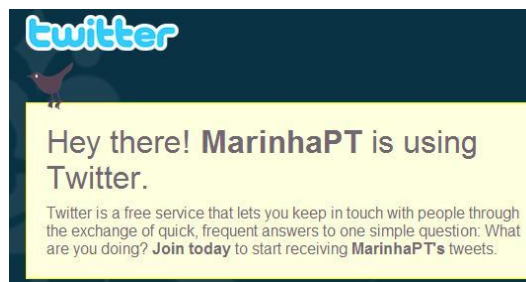 twitter
Hey there! MarinhaPT is using
Twitter.
Twitter is a free service that lets you keep in touch with people through
the exchange of quick, frequent answers to one simple question: What
are you doing? Join today to start receiving MarinhaPT's tweets.